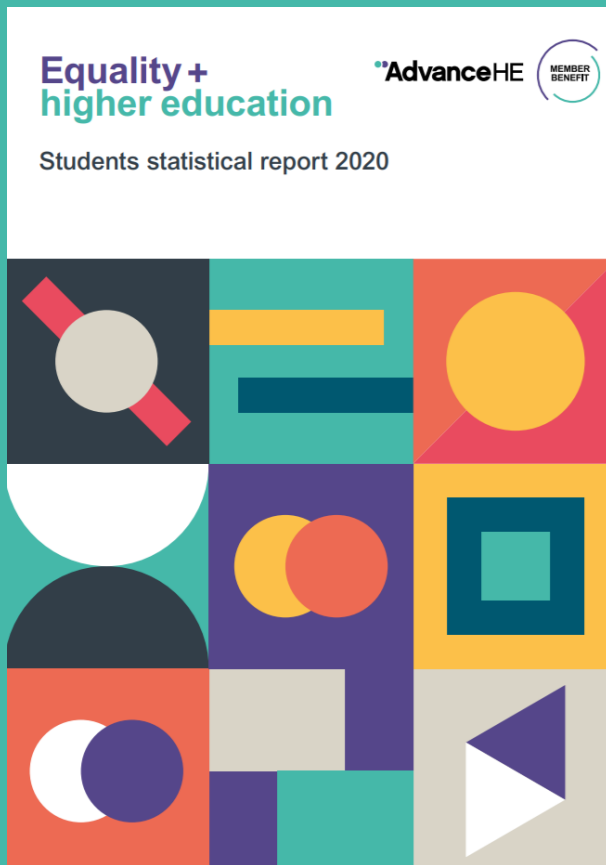 Equality +
higher education
AdvanceHE
MEMBER
BENEFIT
Students statistical report 2020